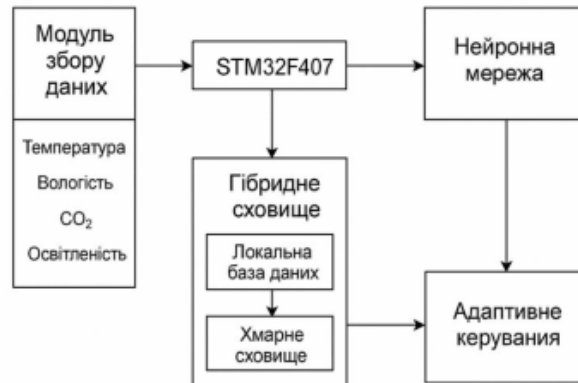 Модуль
збору
даних
Температура
Вологість
CO₂
Освітленість
STM32F407
Нейронна
мережа
Гібридне
сховище
Локальна
база даних
Хмарне
сховище
Адаптивне
керування